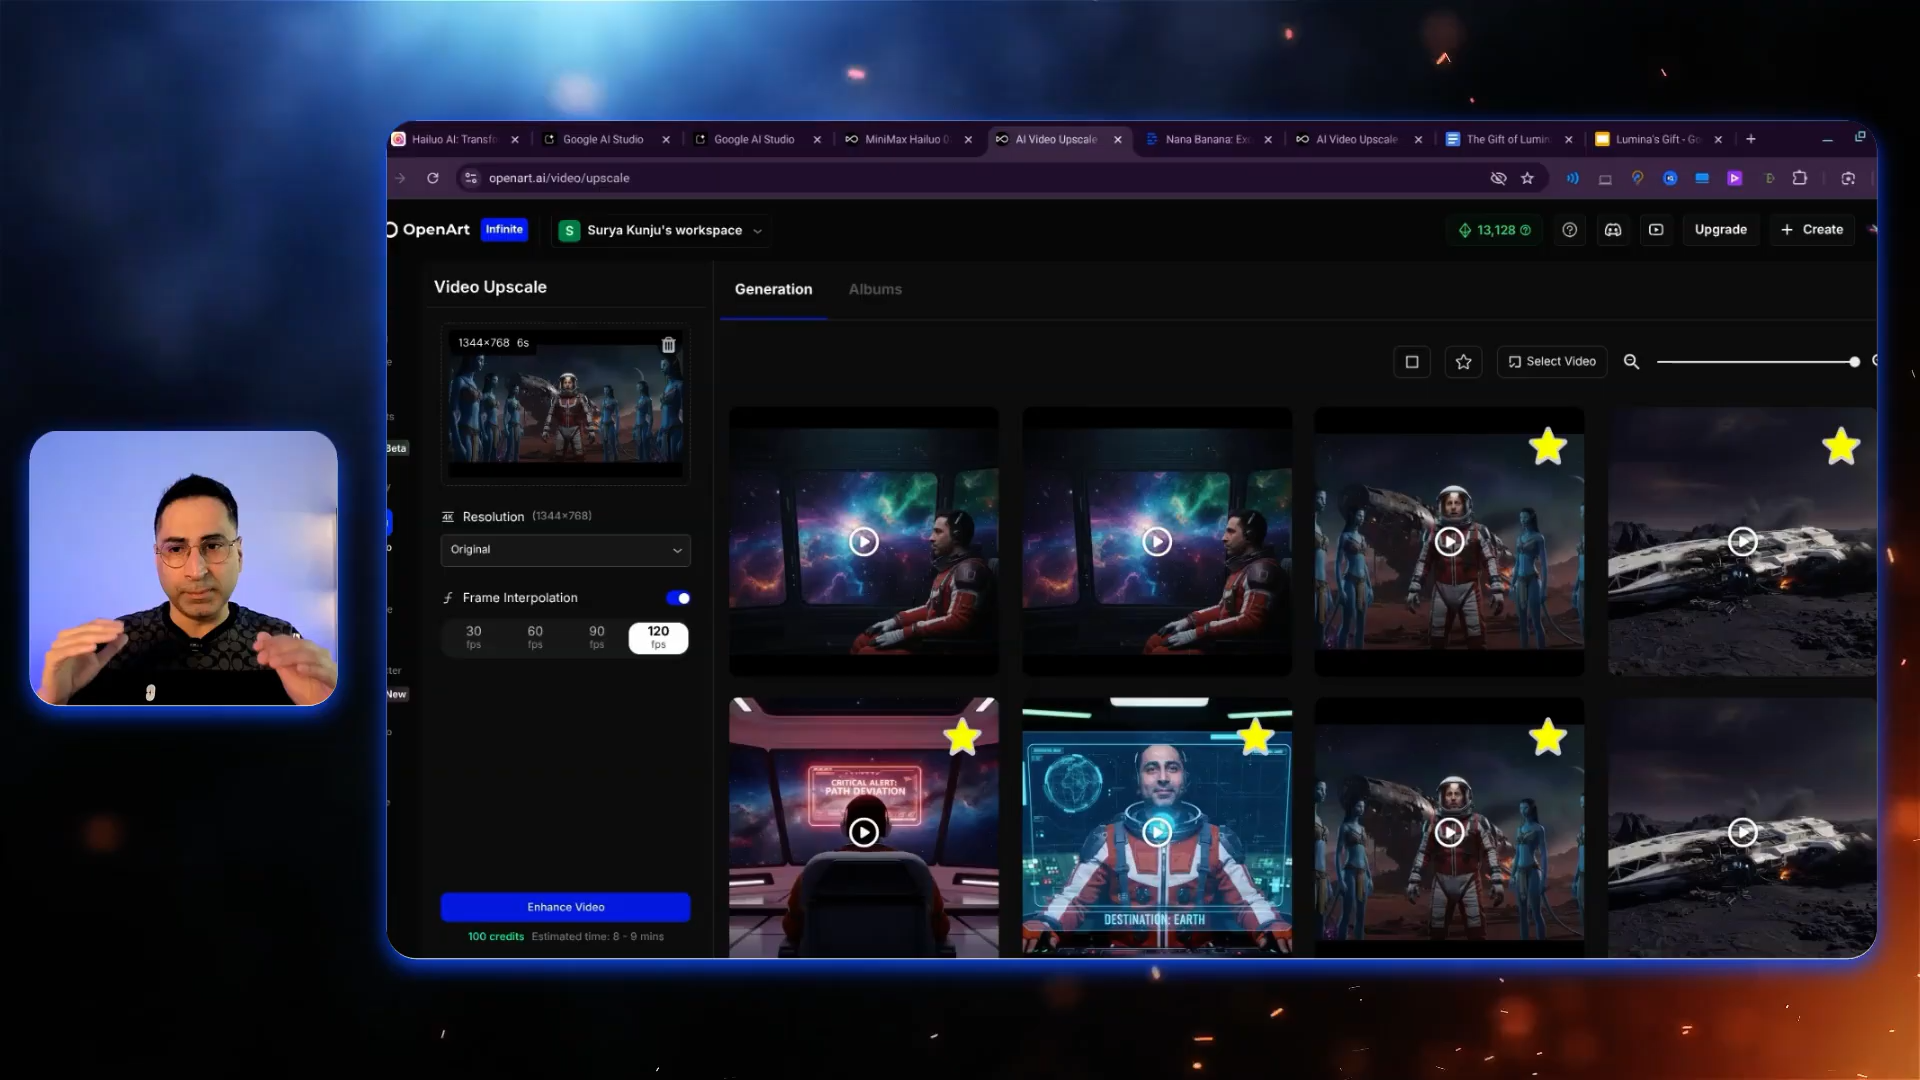 Hailuo AI: Transfo
Google AI Studio
Google AI Studio
MiniMax Hailuo 0
AI Video Upscale
Nana Banana: Exc
AI Video Upscale
The Gift of Lumin
Lumina's Gift - Go
openart.ai/video/upscale
OpenArt
Infinite
S
Surya Kunju's workspace
13,128
Upgrade
+ Create
Video Upscale
Generation
Albums
1344×768 6s
Select Video
Beta
4K Resolution (1344×768)
Original
Frame Interpolation
30 fps
60 fps
90 fps
120 fps
New
CRITICAL ALERT:
PATH DEVIATION
DESTINATION: EARTH
Enhance Video
100 credits Estimated time: 8 - 9 mins